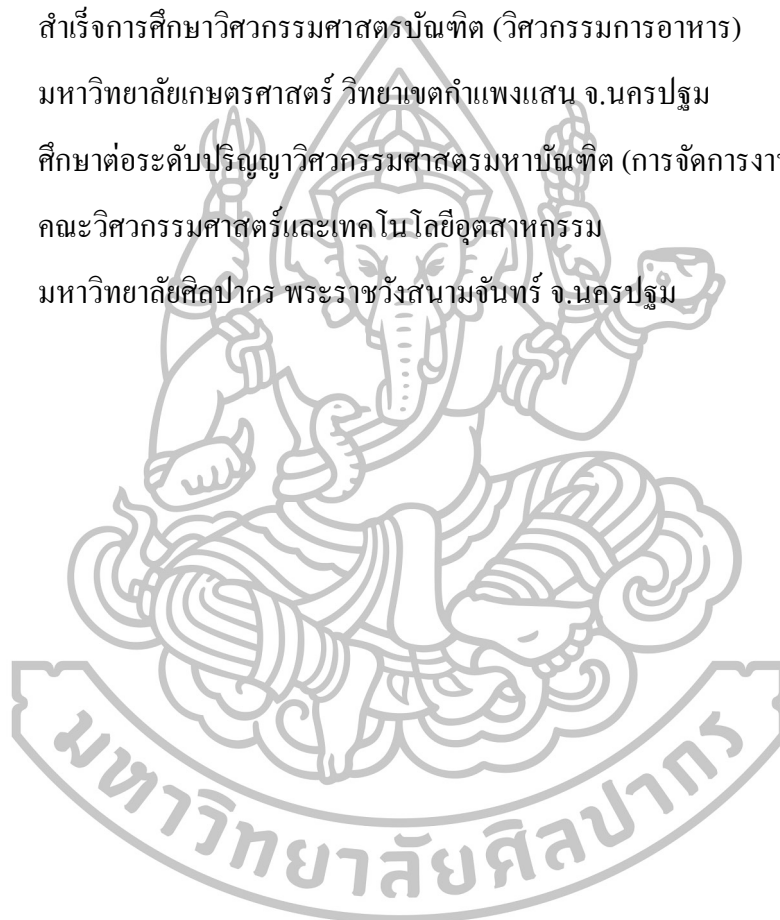 สำเร็จการศึกษาวิศวกรรมศาสตรบัณฑิต (วิศวกรรมการอาหาร)
มหาวิทยาลัยเกษตรศาสตร์ วิทยาเขตกำแพงแสน จ.นครปฐม
ศึกษาต่อระดับปริญญาวิศวกรรมศาสตรมหาบัณฑิต (การจัดการงา
คณะวิศวกรรมศาสตร์และเทคโนโลยีอุตสาหกรรม
มหาวิทยาลัยศิลปากร พระราชวังสนามจันทร์ จ.นครปฐม
มหาวิทยาลัยศิลปากร